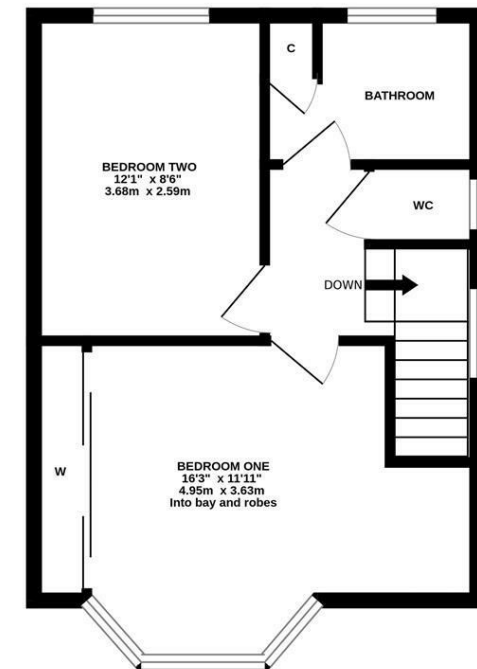 C
BATHROOM
BEDROOM TWO
12'1" x 8'6"
3.68m x 2.59m
WC
DOWN
W
BEDROOM ONE
16'3" x 11'11"
4.95m x 3.63m
Into bay and robes